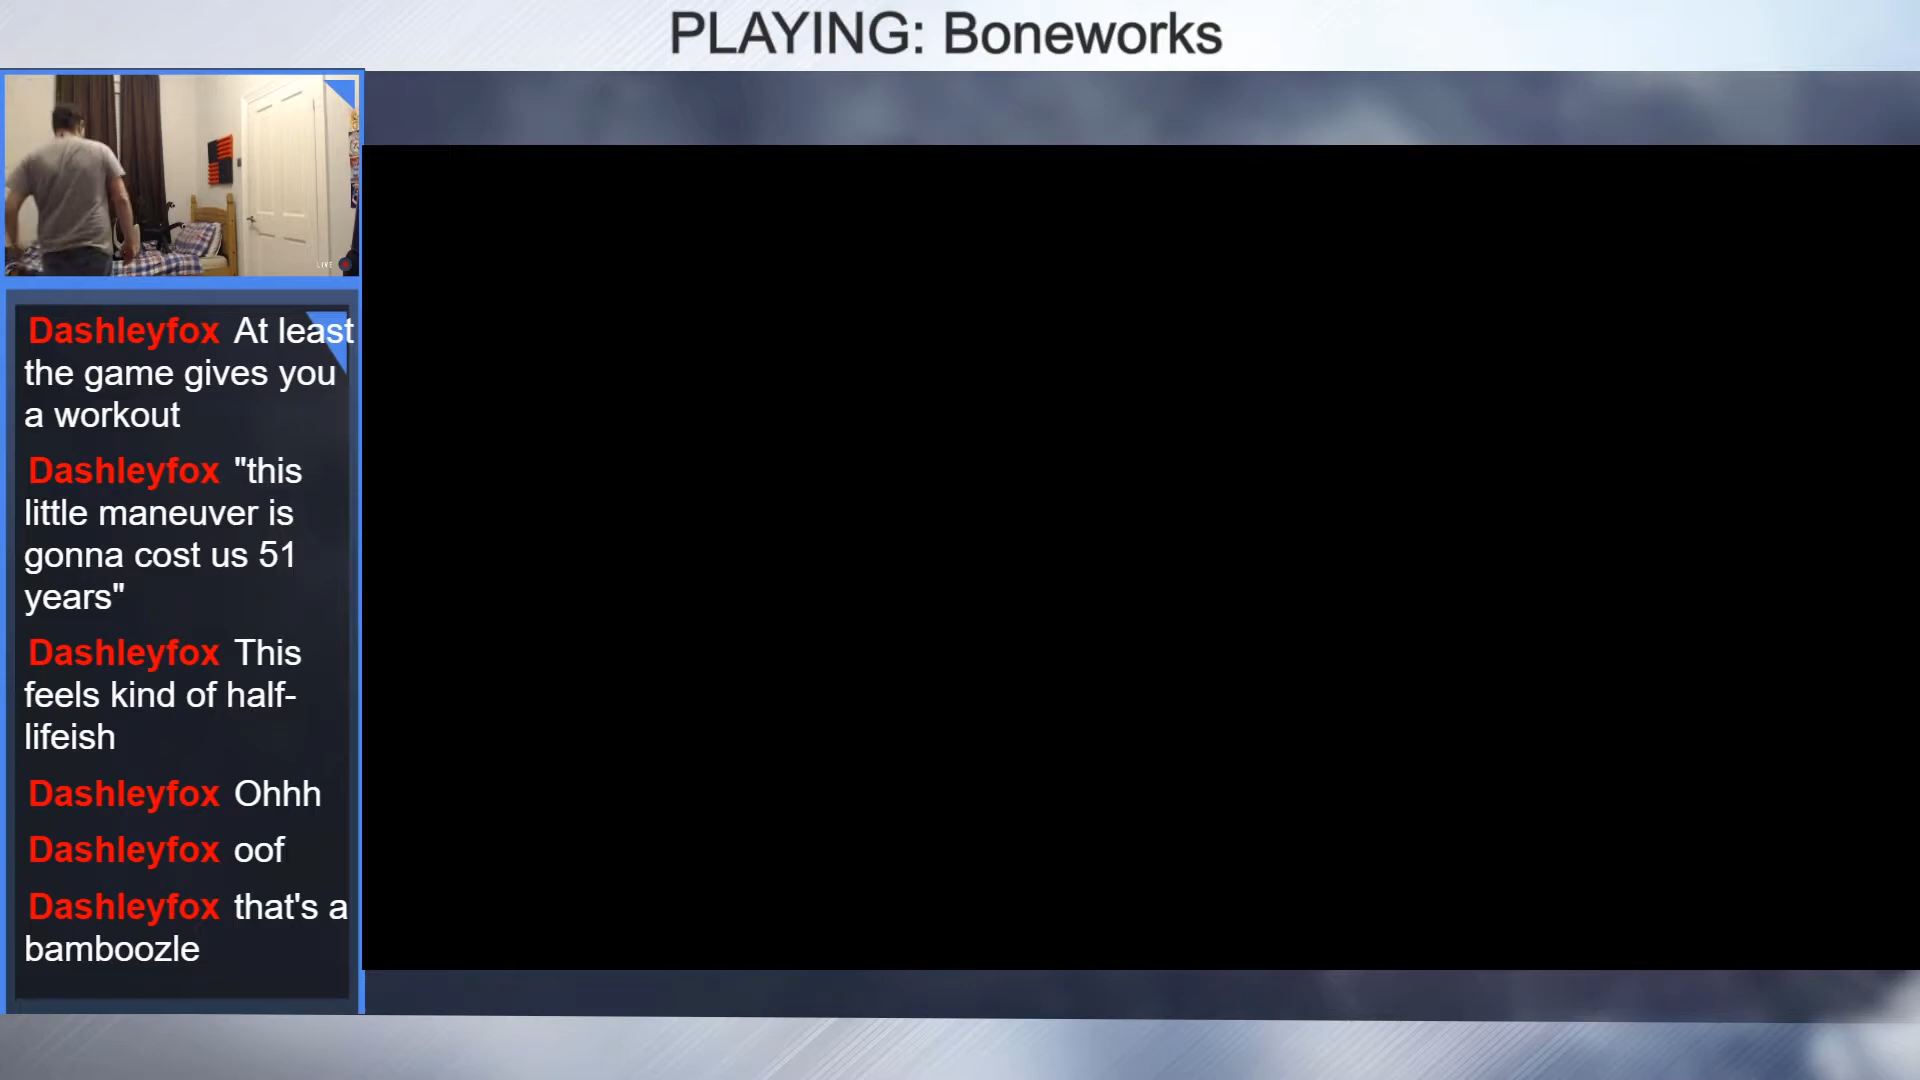 PLAYING: Boneworks
LIVE
Dashleyfox At least
the game gives you
a workout
Dashleyfox "this
little maneuver is
gonna cost us 51
years"
Dashleyfox This
feels kind of half-
lifeish
Dashleyfox Ohhh
Dashleyfox oof
Dashleyfox that's a
bamboozle